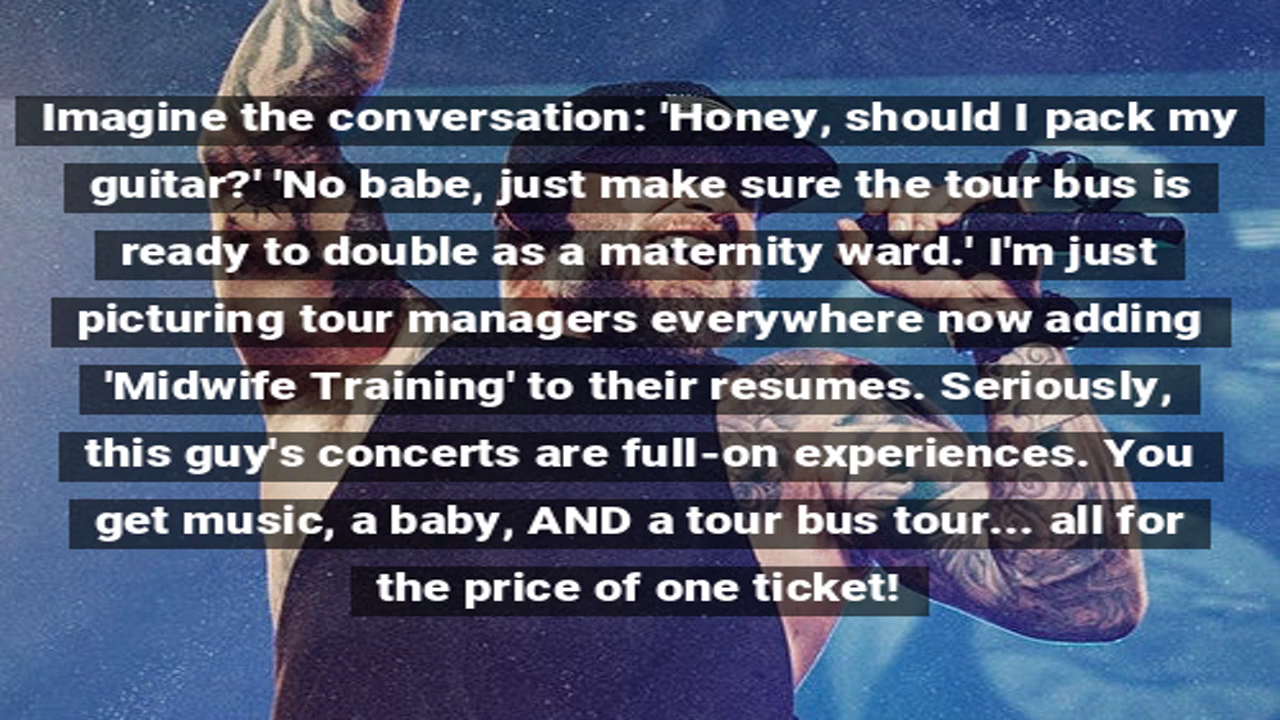 Imagine the conversation: 'Honey, should I pack my
guitar?' 'No babe, just make sure the tour bus is
ready to double as a maternity ward.' I'm just
picturing tour managers everywhere now adding
'Midwife Training' to their resumes. Seriously,
this guy's concerts are full-on experiences. You
get music, a baby, AND a tour bus tour... all for
the price of one ticket!